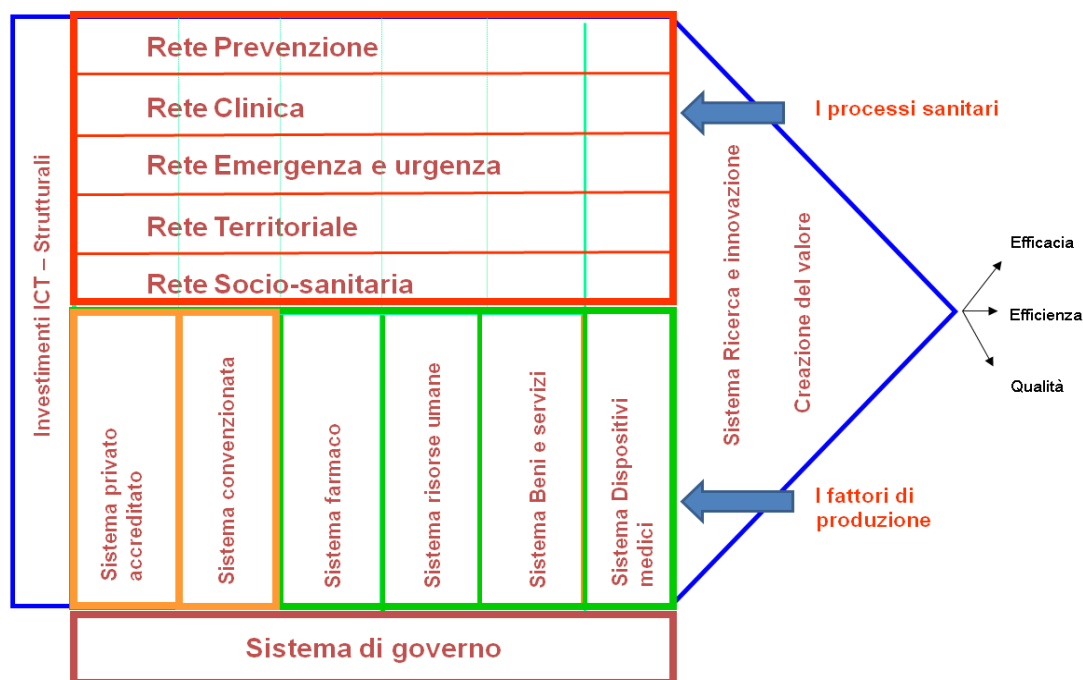 Rete Prevenzione
Rete Clinica
Rete Emergenza e urgenza
Rete Territoriale
Rete Socio-sanitaria
Investimenti ICT – Strutturali
Sistema privato
accreditato
Sistema convenzionata
Sistema farmaco
Sistema risorse umane
Sistema Beni e servizi
Sistema Dispositivi
medici
Sistema di governo
Sistema Ricerca e innovazione
Creazione del valore
I processi sanitari
I fattori di
produzione
Efficacia
Efficienza
Qualità